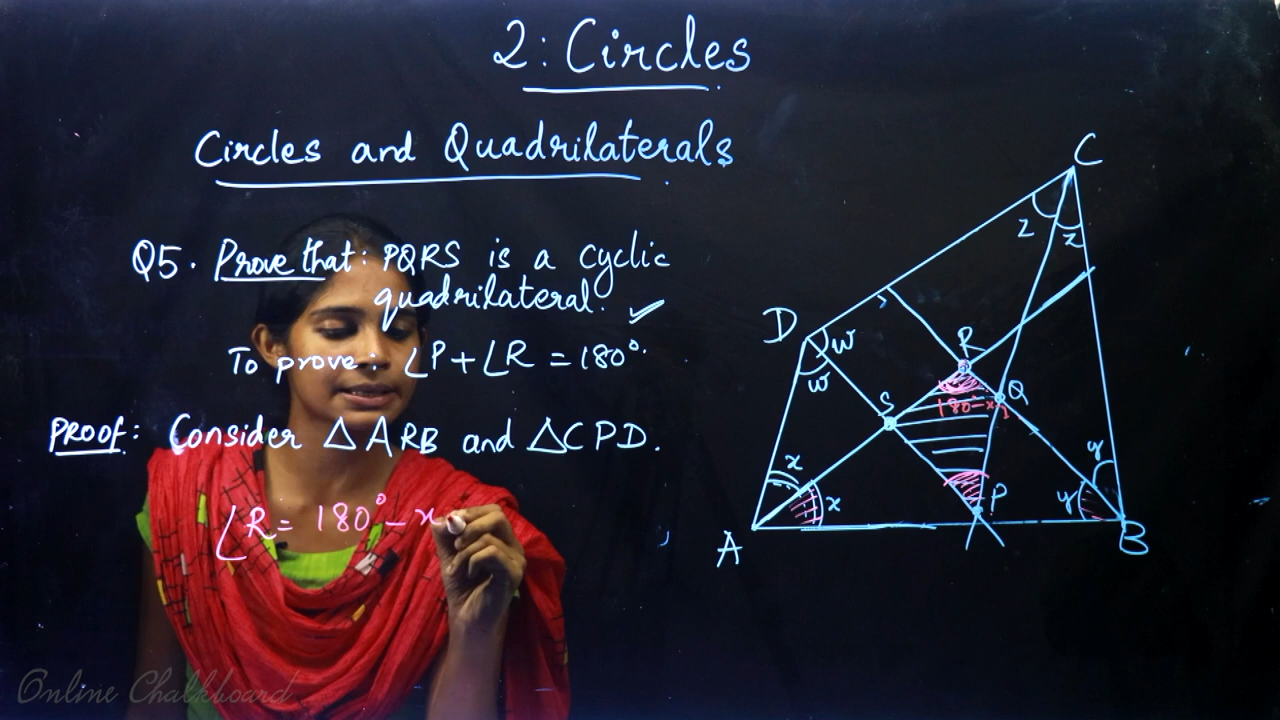 2: Circles
Circles and Quadrilaterals
Q5. Prove that: PQRS is a cyclic
quadrilateral. ✓
To prove: ∠P+∠R = 180°.
PROOF: Consider △ARB and △CPD.
∠R = 180° - x
C
z
z
D
w
w
R
S
Q
180-x
x
x
P
y
y
A
B
Online Chalkboard